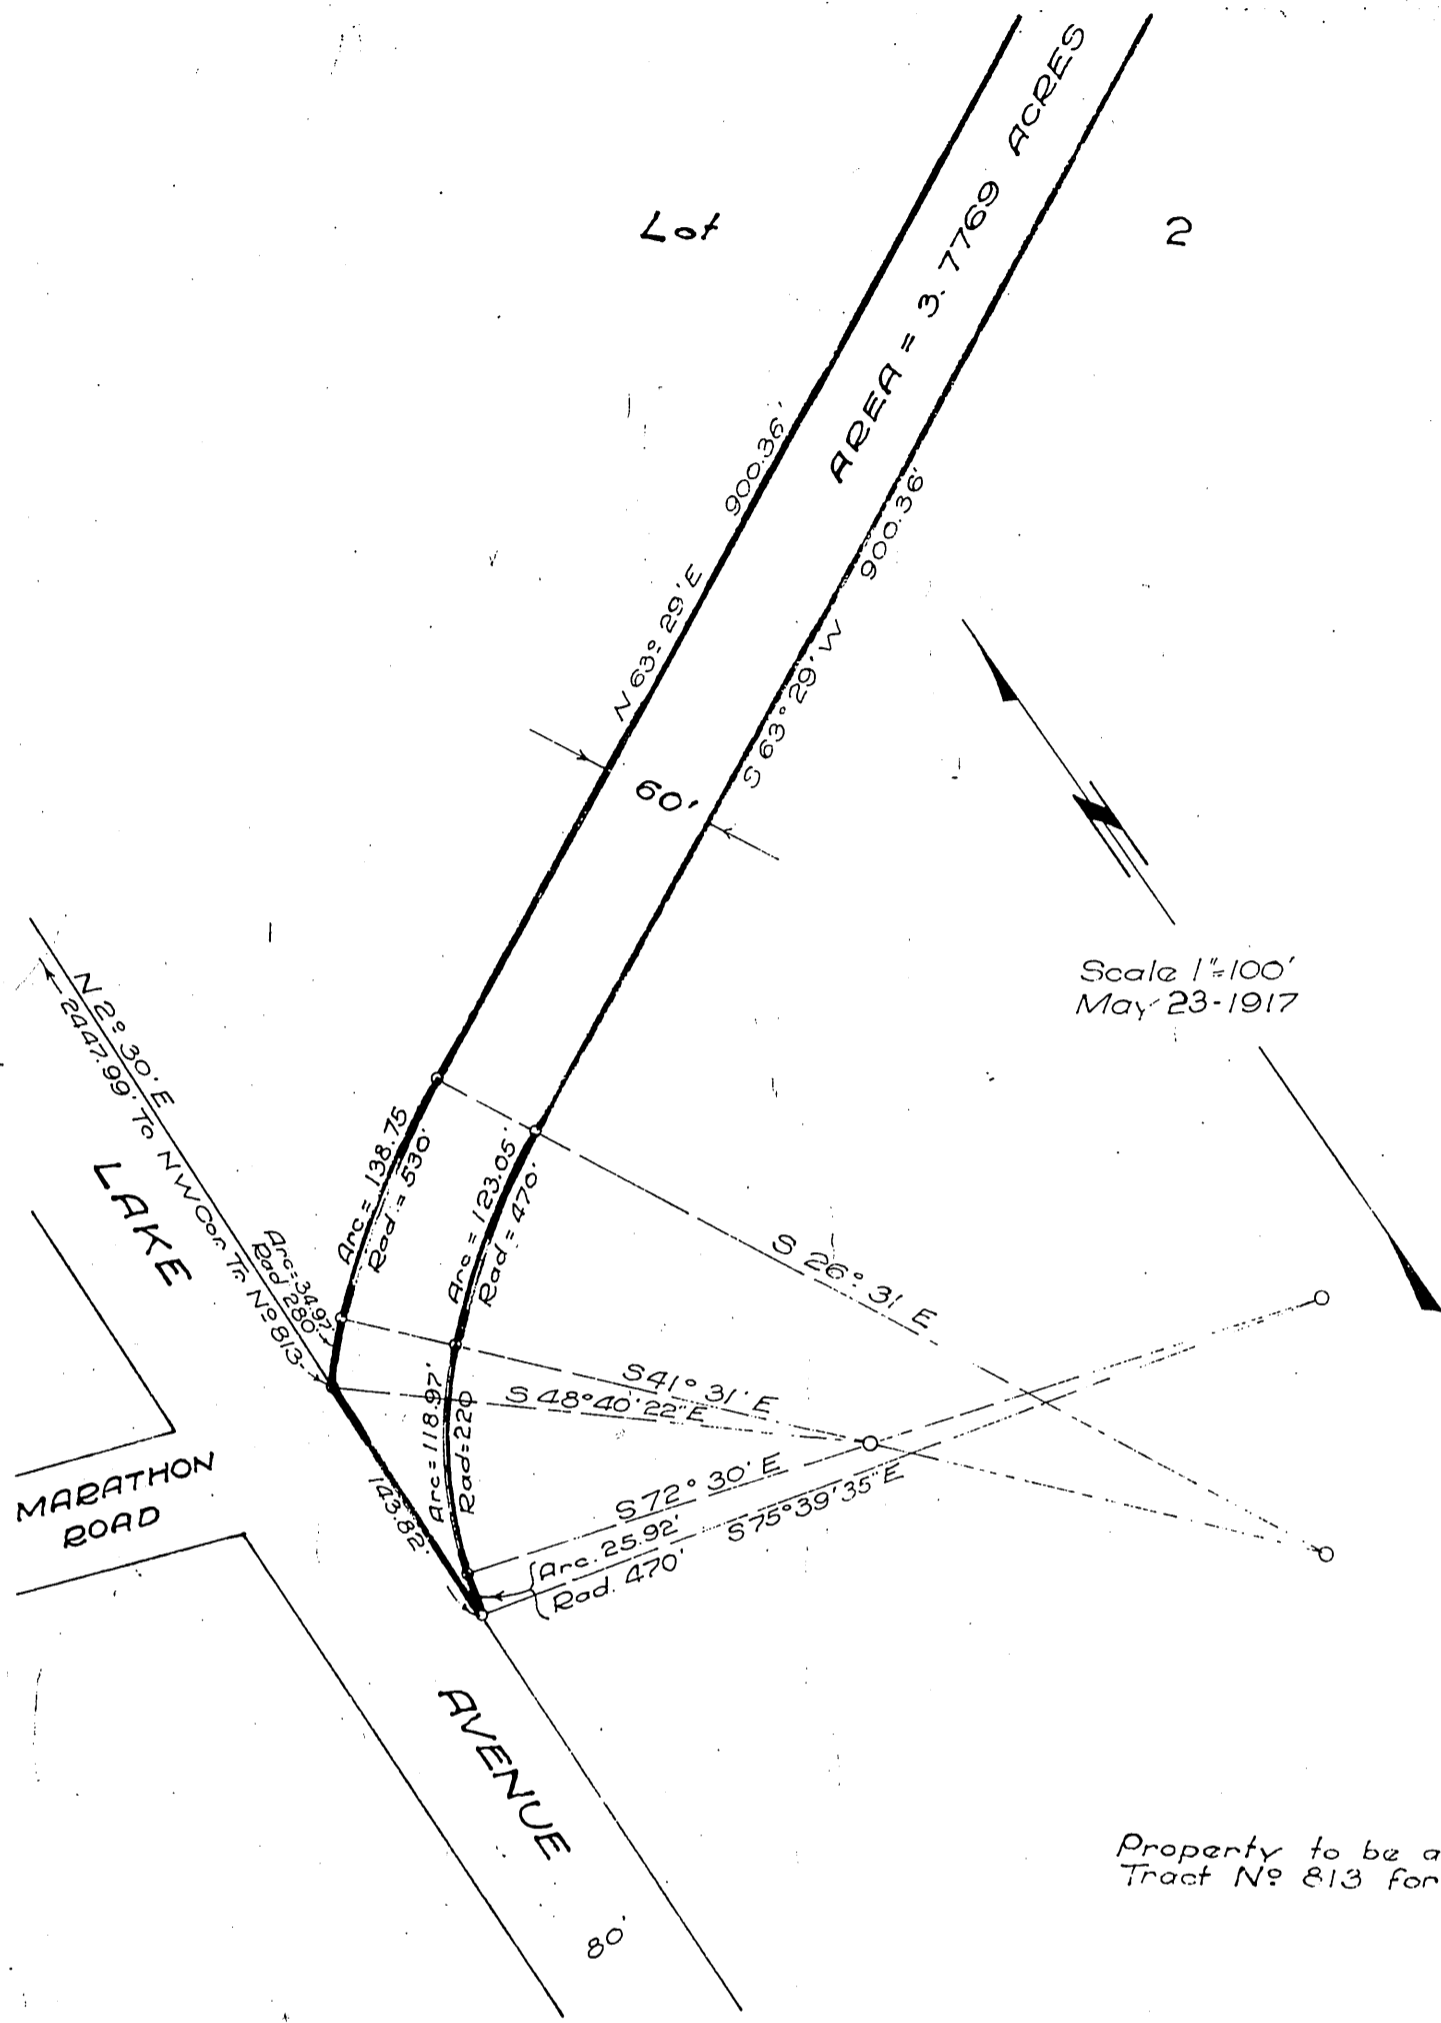 Lot 2
AREA = 3.7769 ACRES
900.36'
N 63° 29' E
900.36'
S 63° 29' W
60'
Scale 1"=100'
May 23-1917
N 2° 30' E
2447.99' To NW Cor. Tr. Nº 813
LAKE
Arc = 138.75
Rad. = 530'
Arc = 123.05'
Rad = 470'
Arc = 34.97'
Rad 280'
S 26° 31' E
S 41° 31' E
S 48° 40' 22" E
Arc = 118.97'
Rad = 220
S 72° 30' E
S 75° 39' 35" E
Arc. 25.92'
Rad. 470'
143.82'
MARATHON
ROAD
AVENUE
80'
Property to be a
Tract Nº 813 for